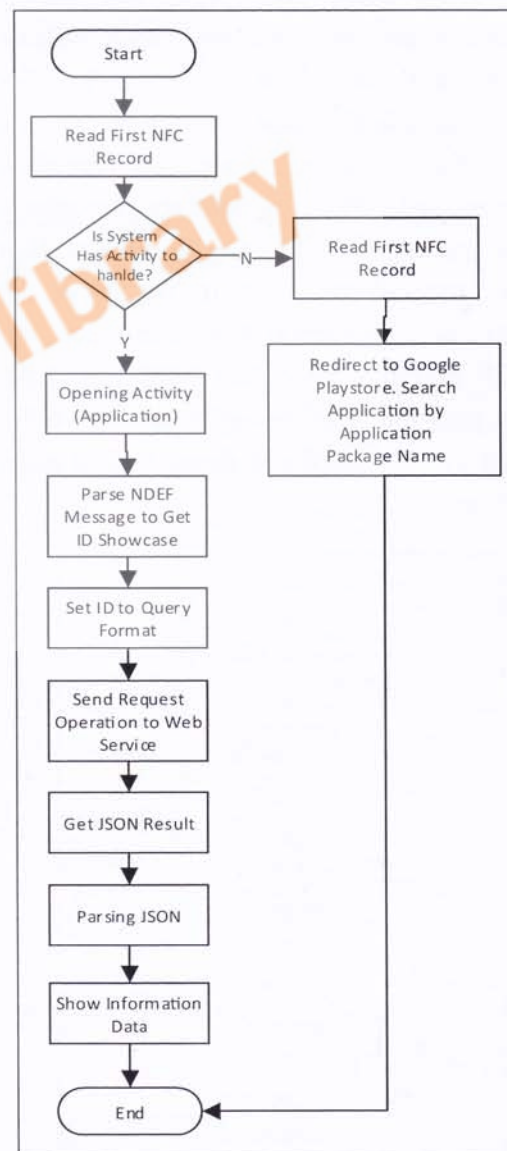 Start
Read First NFC
Record
Is System
Has Activity to
hanlde?
N
Read First NFC
Record
Y
Redirect to Google
Playstore. Search
Application by
Application
Package Name
Opening Activity
(Application)
Parse NDEF
Message to Get
ID Showcase
Set ID to Query
Format
Send Request
Operation to Web
Service
Get JSON Result
Parsing JSON
Show Information
Data
End
library